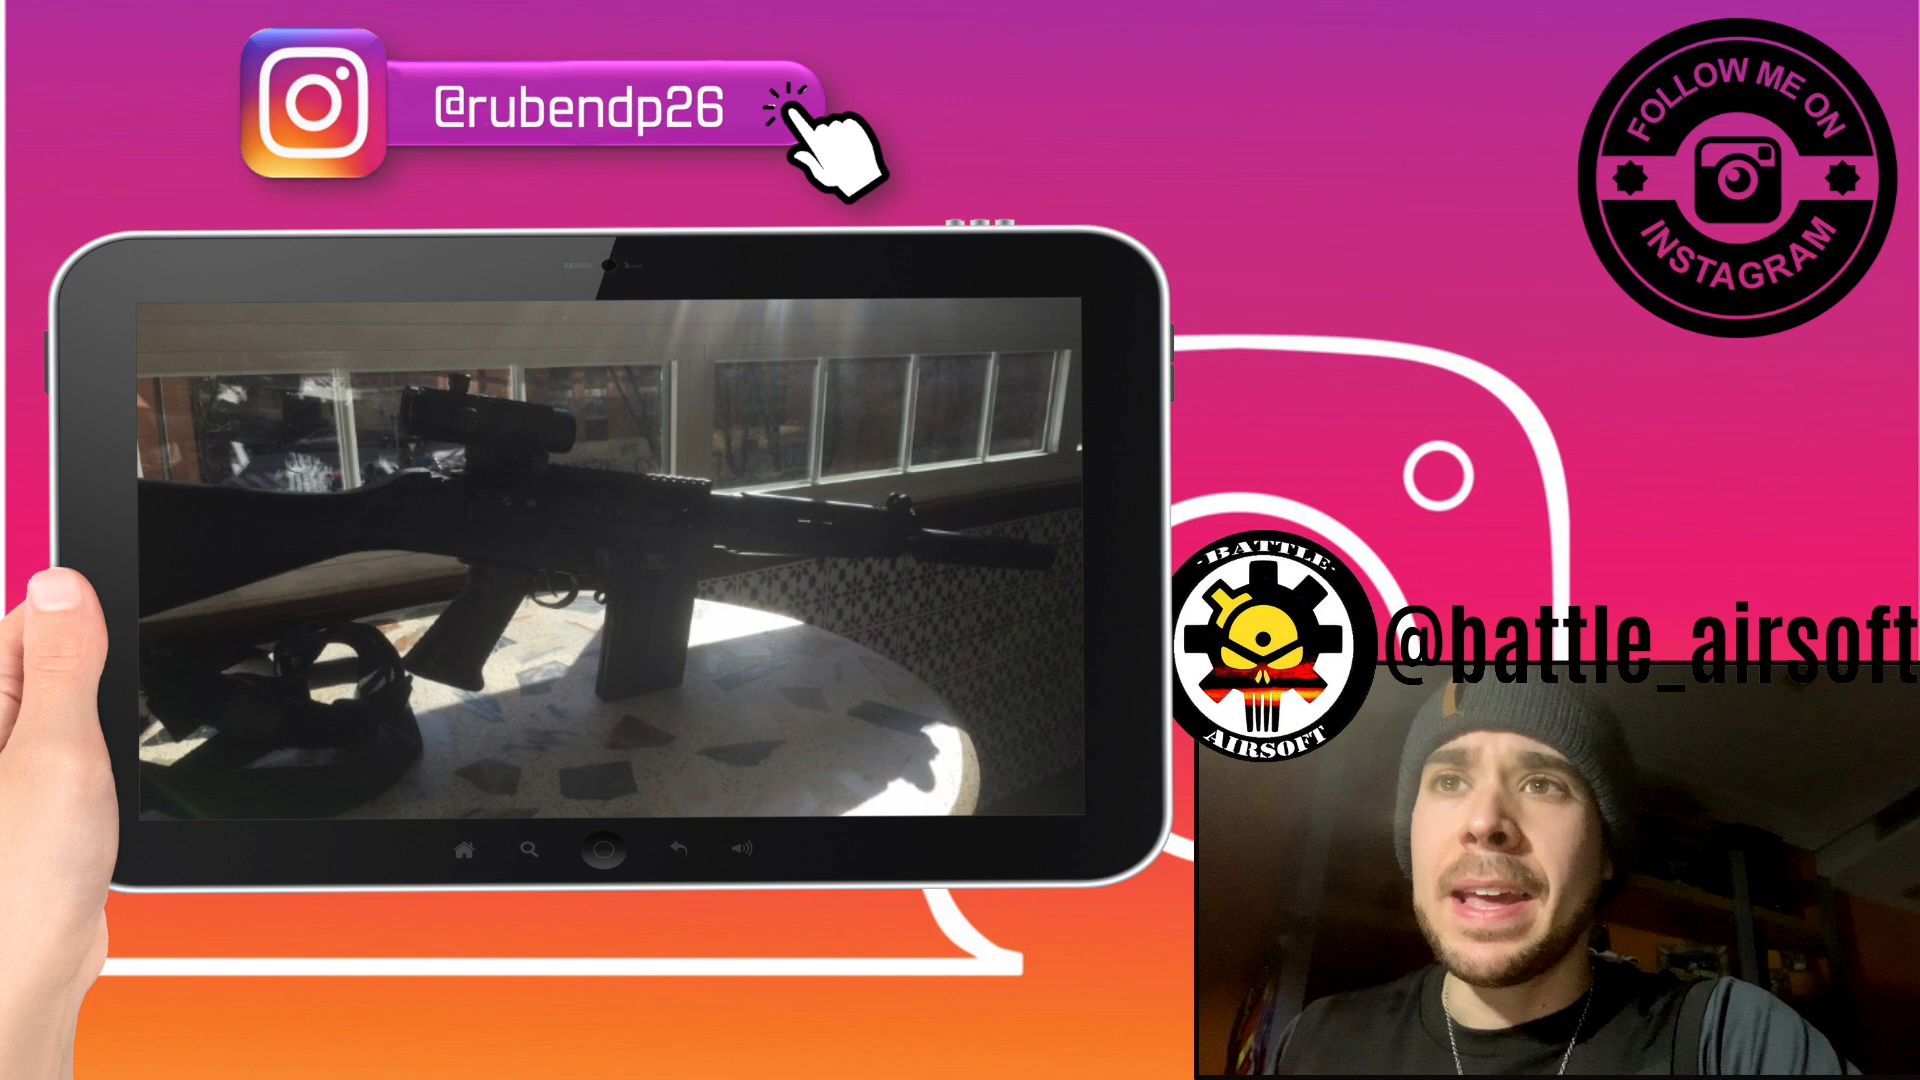 @rubendp26
FOLLOW ME ON
INSTAGRAM
-BATTLE-
AIRSOFT
@battle_airsoft